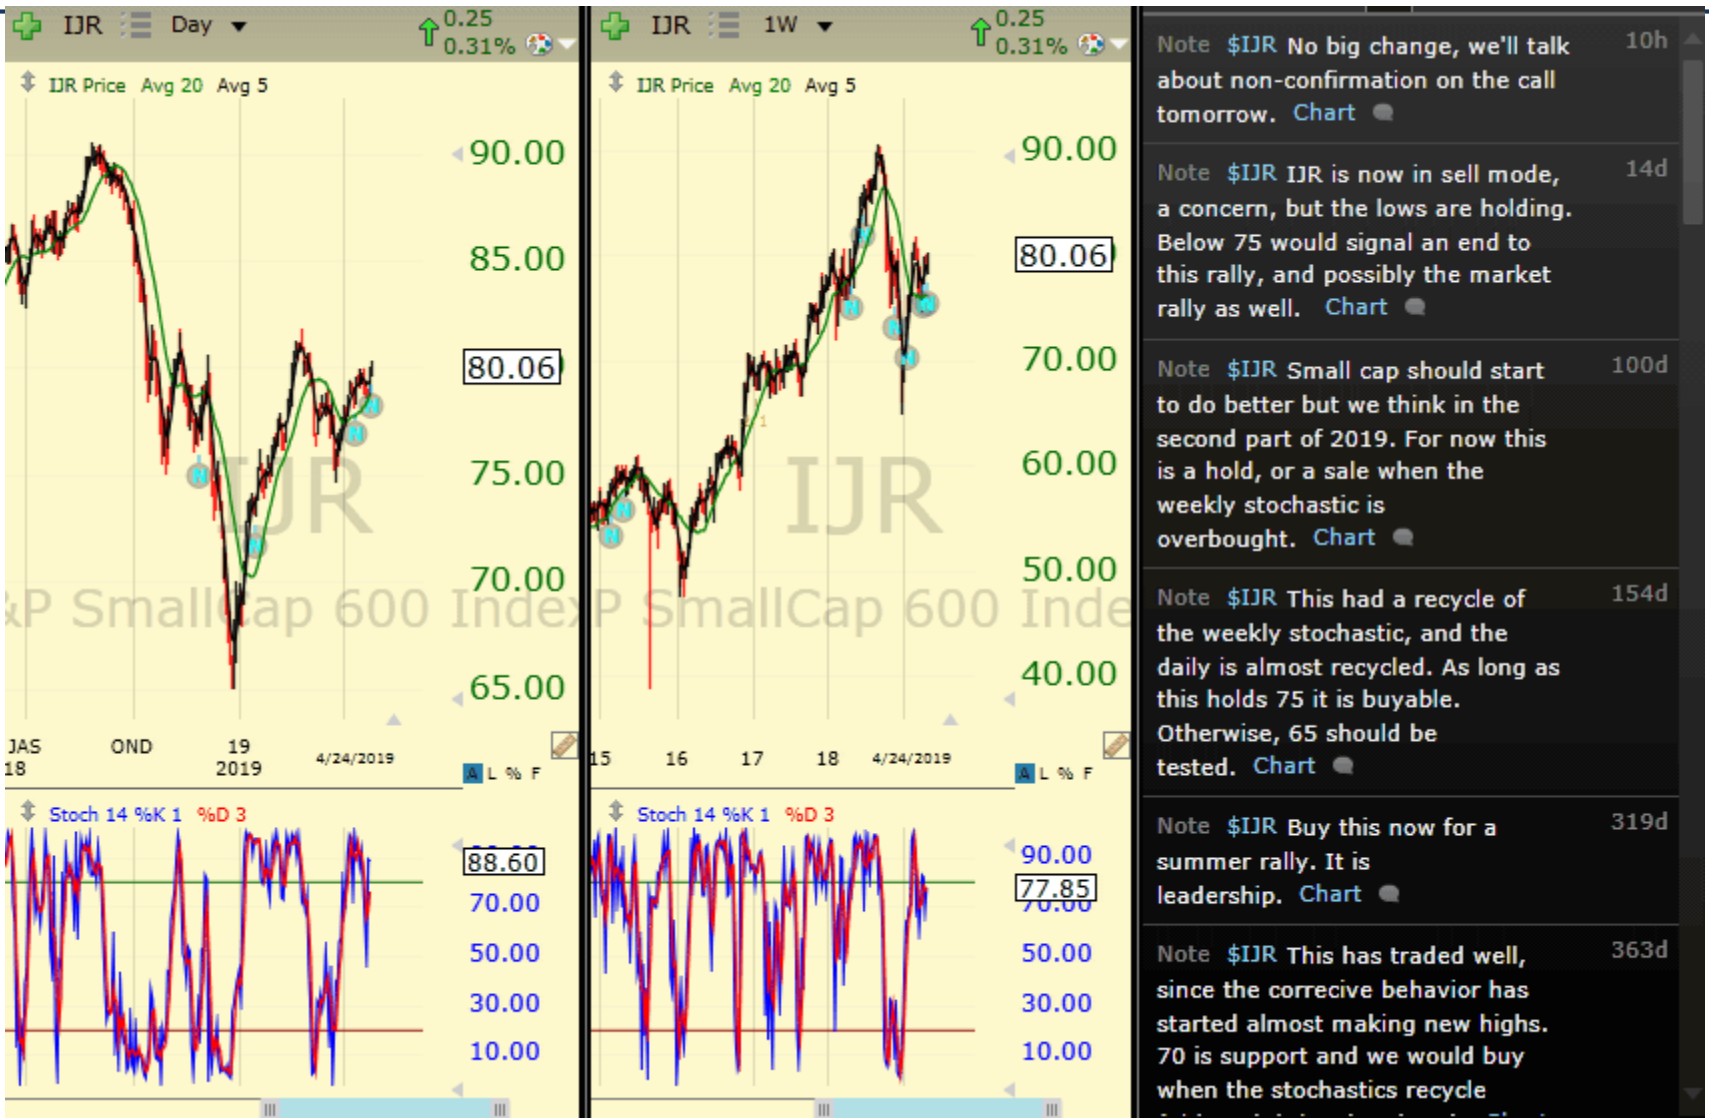 IJR Day
0.25
0.31%
IJR Price Avg 20 Avg 5
90.00
85.00
80.06
75.00
70.00
65.00
IJR
&P SmallCap 600 Index
JAS OND 19
18 2019 4/24/2019
A L % F
Stoch 14 %K 1 %D 3
88.60
70.00
50.00
30.00
10.00
IJR 1W
0.25
0.31%
IJR Price Avg 20 Avg 5
90.00
80.06
70.00
60.00
50.00
40.00
1
IJR
P SmallCap 600 Inde
15 16 17 18 4/24/2019
A L % F
Stoch 14 %K 1 %D 3
90.00
77.85
70.00
50.00
30.00
10.00
N
N
N
N
N
N
N
N
N
N
N
Note $IJR No big change, we'll talk 10h
about non-confirmation on the call
tomorrow. Chart
Note $IJR IJR is now in sell mode, 14d
a concern, but the lows are holding.
Below 75 would signal an end to
this rally, and possibly the market
rally as well. Chart
Note $IJR Small cap should start 100d
to do better but we think in the
second part of 2019. For now this
is a hold, or a sale when the
weekly stochastic is
overbought. Chart
Note $IJR This had a recycle of 154d
the weekly stochastic, and the
daily is almost recycled. As long as
this holds 75 it is buyable.
Otherwise, 65 should be
tested. Chart
Note $IJR Buy this now for a 319d
summer rally. It is
leadership. Chart
Note $IJR This has traded well, 363d
since the correcive behavior has
started almost making new highs.
70 is support and we would buy
when the stochastics recycle